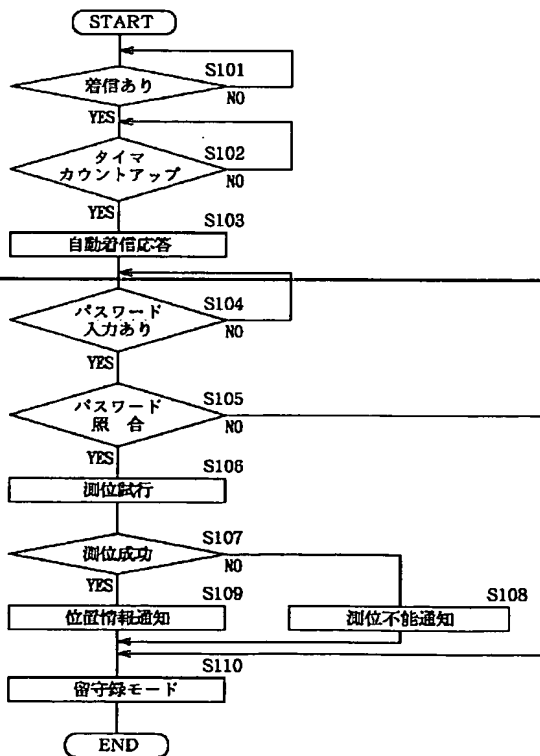 START
S101
着信あり
NO
YES
S102
タイマ
カウントアップ
NO
YES
S103
自動着信応答
S104
パスワード
入力あり
NO
YES
S105
パスワード
照 合
NO
YES
S106
測位試行
S107
測位成功
NO
YES
S109
位置情報通知
S108
測位不能通知
S110
留守録モード
END